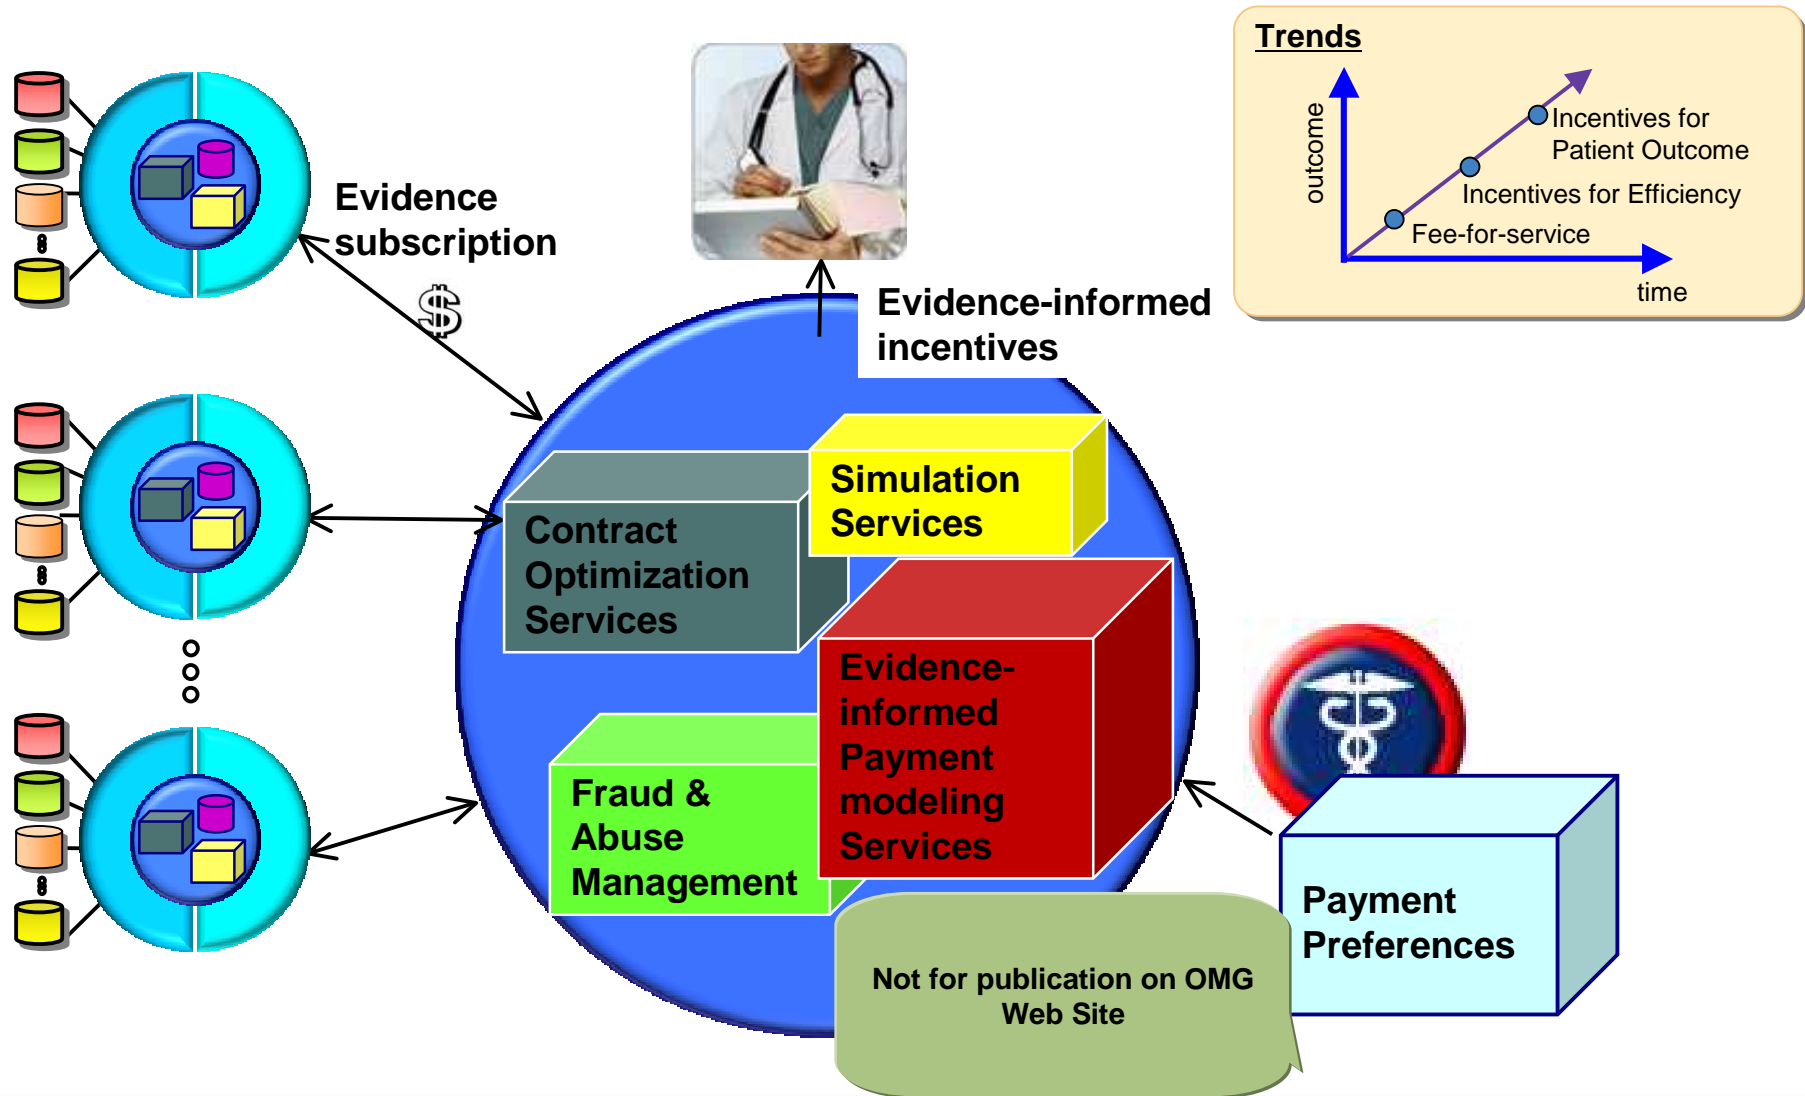 Trends
outcome
Incentives for
Patient Outcome
Incentives for Efficiency
Fee-for-service
time
Evidence
subscription
$
Evidence-informed
incentives
Simulation
Services
Contract
Optimization
Services
Evidence-
informed
Payment
modeling
Services
Fraud &
Abuse
Management
Payment
Preferences
Not for publication on OMG
Web Site